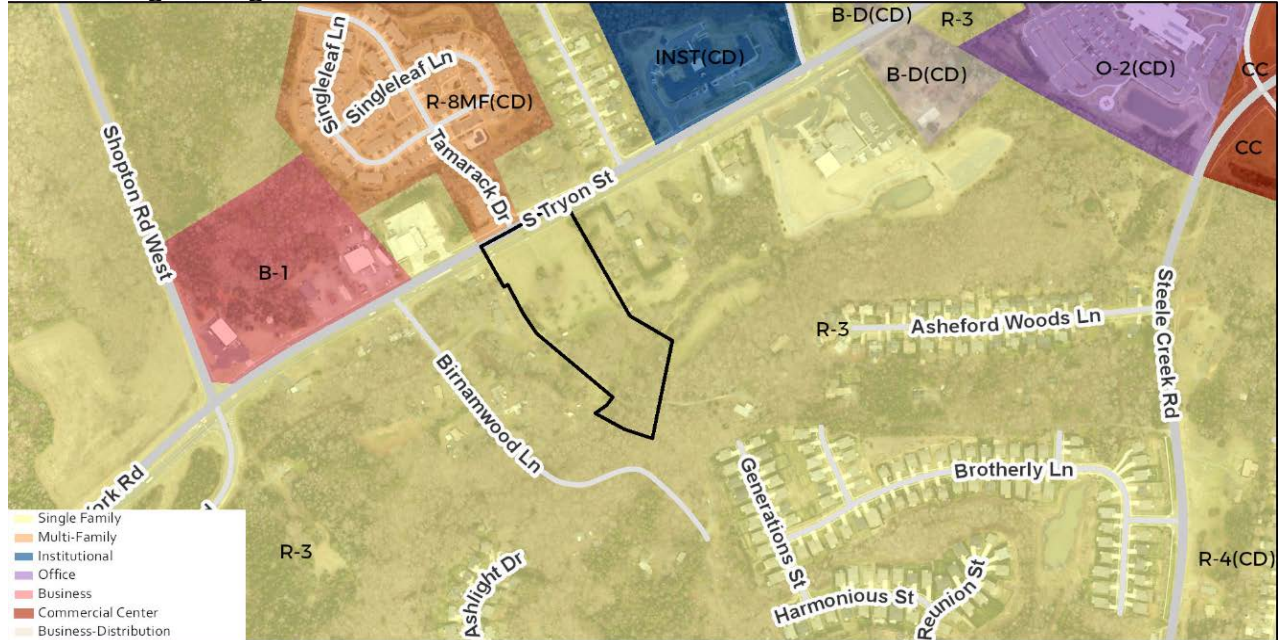 B-D(CD)
R-3
Singleleaf Ln
Singleleaf Ln
INST(CD)
B-D(CD)
O-2(CD)
CC
R-8MF(CD)
CC
Tamarack Dr
Shopton Rd West
S Tryon St
B-1
Steele Creek Rd
R-3
Asheford Woods Ln
Birnamwood Ln
Generations St
Brotherly Ln
ork Rd
Single Family
Multi-Family
Institutional
Office
Business
Commercial Center
Business-Distribution
R-3
R-4(CD)
Ashlight Dr
Harmonious St
Reunion St